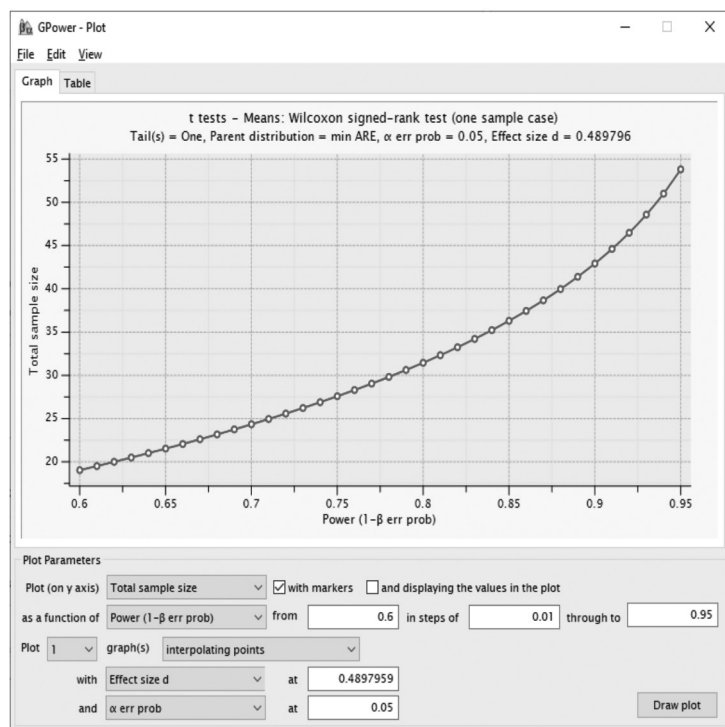 GPower - Plot
File Edit View
Graph Table
t tests - Means: Wilcoxon signed-rank test (one sample case)
Tail(s) = One, Parent distribution = min ARE, α err prob = 0.05, Effect size d = 0.489796
55
50
45
40
35
30
25
20
Total sample size
0.6 0.65 0.7 0.75 0.8 0.85 0.9 0.95
Power (1-β err prob)
Plot Parameters
Plot (on y axis) Total sample size with markers and displaying the values in the plot
as a function of Power (1-β err prob) from 0.6 in steps of 0.01 through to 0.95
Plot 1 graph(s) interpolating points
with Effect size d at 0.4897959
and α err prob at 0.05 Draw plot